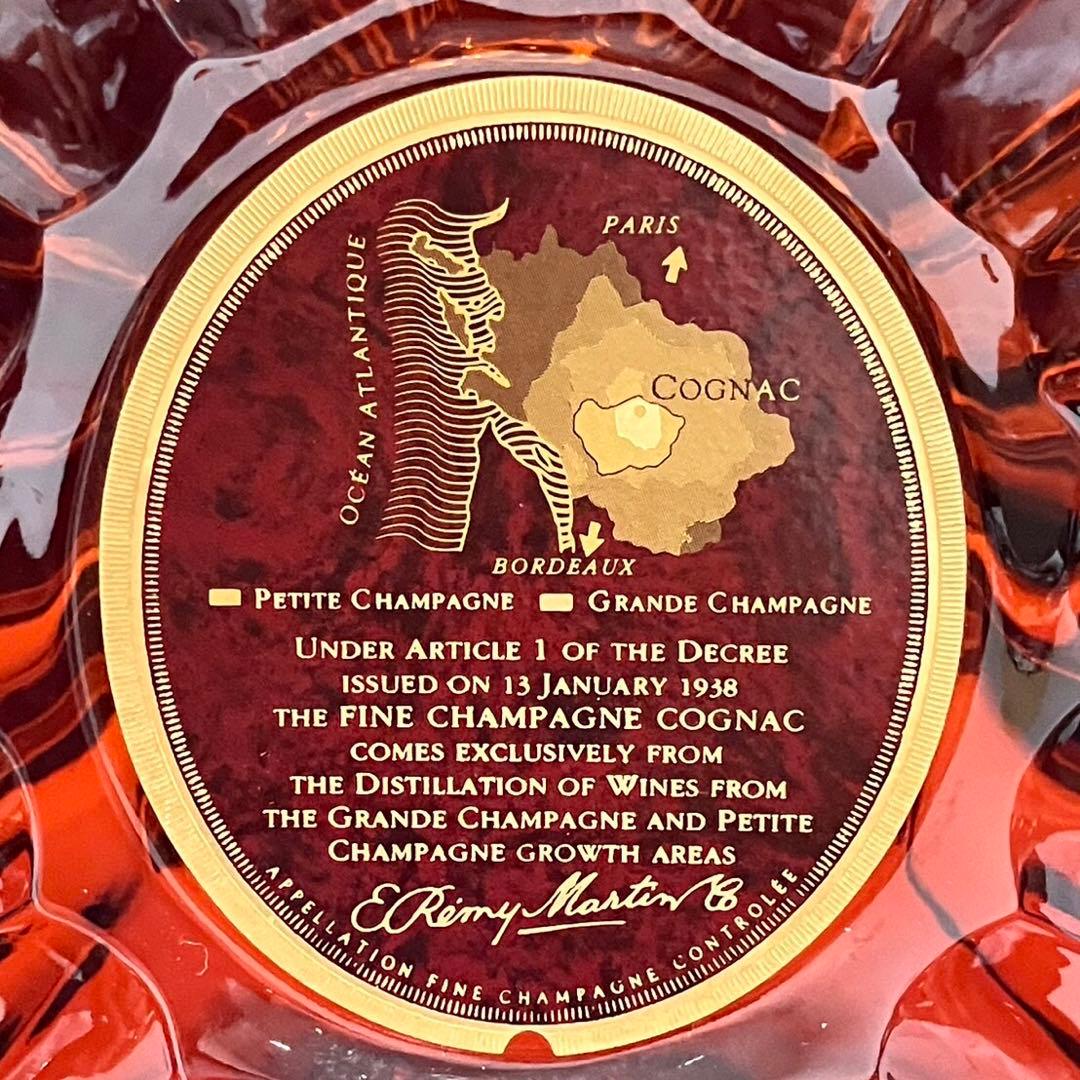 PARIS
OCÉAN ATLANTIQUE
COGNAC
BORDEAUX
PETITE CHAMPAGNE GRANDE CHAMPAGNE
UNDER ARTICLE 1 OF THE DECREE
ISSUED ON 13 JANUARY 1938
THE FINE CHAMPAGNE COGNAC
COMES EXCLUSIVELY FROM
THE DISTILLATION OF WINES FROM
THE GRANDE CHAMPAGNE AND PETITE
CHAMPAGNE GROWTH AREAS
E. Rémy Martin & Co
APPELLATION FINE CHAMPAGNE CONTROLÉE